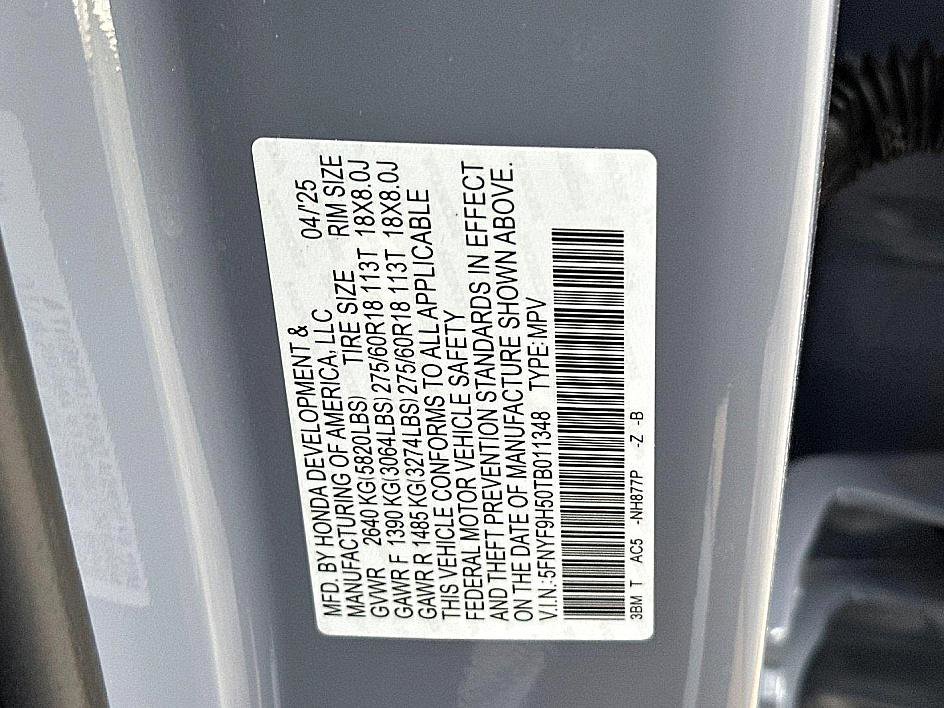 MFD. BY HONDA DEVELOPMENT & 04/'25
MANUFACTURING OF AMERICA, LLC RIM SIZE
GVWR 2640 KG(5820LBS) TIRE SIZE
GAWR F 1390 KG(3064LBS) 275/60R18 113T 18X8.0J
GAWR R 1485 KG(3274LBS) 275/60R18 113T 18X8.0J
THIS VEHICLE CONFORMS TO ALL APPLICABLE
FEDERAL MOTOR VEHICLE SAFETY
AND THEFT PREVENTION STANDARDS IN EFFECT
ON THE DATE OF MANUFACTURE SHOWN ABOVE.
V.I.N.:5FNYF9H50TB011348 TYPE:MPV
3BM T AC5 -NH877P -Z -B